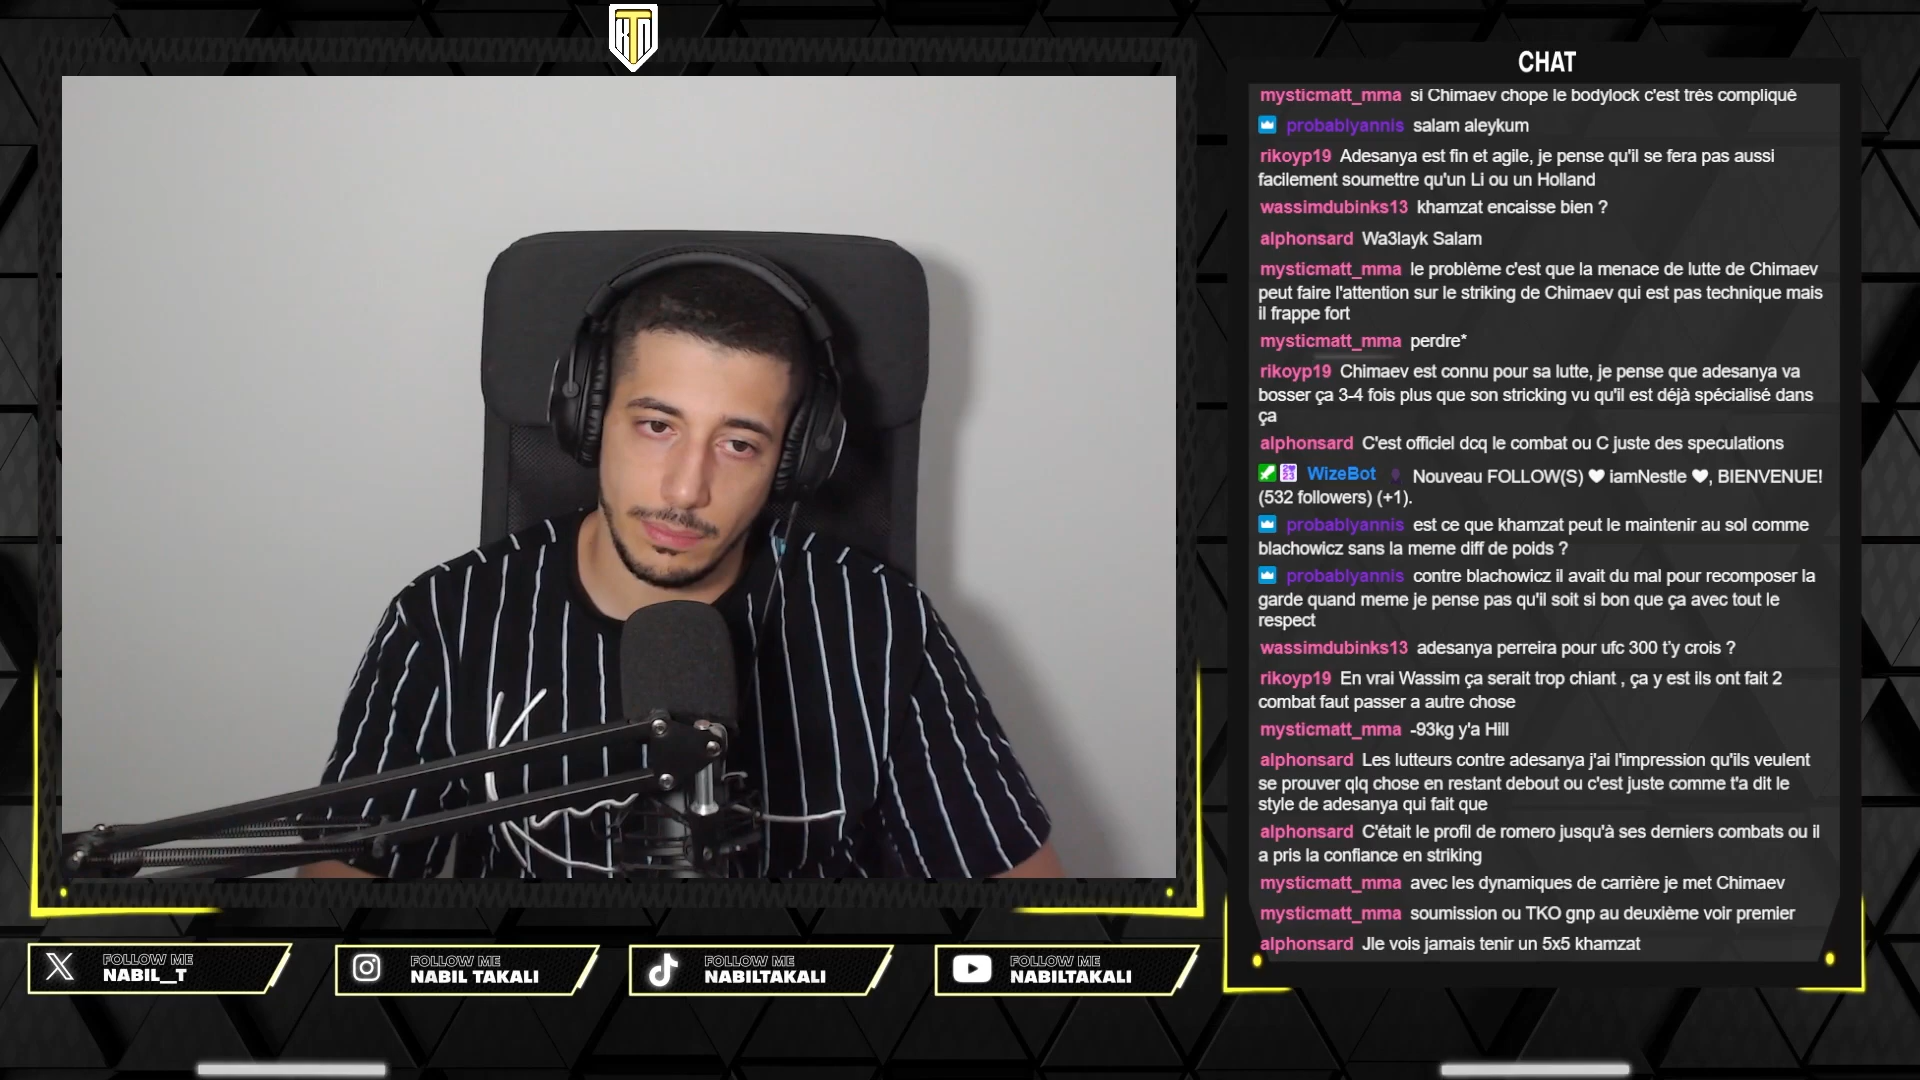 CHAT
mysticmatt_mma si Chimaev chope le bodylock c'est très compliqué
probablyannis salam aleykum
rikoyp19 Adesanya est fin et agile, je pense qu'il se fera pas aussi
facilement soumettre qu'un Li ou un Holland
wassimdubinks13 khamzat encaisse bien ?
alphonsard Wa3layk Salam
mysticmatt_mma le problème c'est que la menace de lutte de Chimaev
peut faire l'attention sur le striking de Chimaev qui est pas technique mais
il frappe fort
mysticmatt_mma perdre*
rikoyp19 Chimaev est connu pour sa lutte, je pense que adesanya va
bosser ça 3-4 fois plus que son stricking vu qu'il est déjà spécialisé dans
ça
alphonsard C'est officiel dcq le combat ou C juste des speculations
WizeBot Nouveau FOLLOW(S) ♥ iamNestle ♥, BIENVENUE!
(532 followers) (+1).
probablyannis est ce que khamzat peut le maintenir au sol comme
blachowicz sans la meme diff de poids ?
probablyannis contre blachowicz il avait du mal pour recomposer la
garde quand meme je pense pas qu'il soit si bon que ça avec tout le
respect
wassimdubinks13 adesanya perreira pour ufc 300 t'y crois ?
rikoyp19 En vrai Wassim ça serait trop chiant , ça y est ils ont fait 2
combat faut passer a autre chose
mysticmatt_mma -93kg y'a Hill
alphonsard Les lutteurs contre adesanya j'ai l'impression qu'ils veulent
se prouver qlq chose en restant debout ou c'est juste comme t'a dit le
style de adesanya qui fait que
alphonsard C'était le profil de romero jusqu'à ses derniers combats ou il
a pris la confiance en striking
mysticmatt_mma avec les dynamiques de carrière je met Chimaev
mysticmatt_mma soumission ou TKO gnp au deuxième voir premier
alphonsard Jle vois jamais tenir un 5x5 khamzat
FOLLOW ME
NABIL__T
FOLLOW ME
NABIL TAKALI
FOLLOW ME
NABILTAKALI
FOLLOW ME
NABILTAKALI